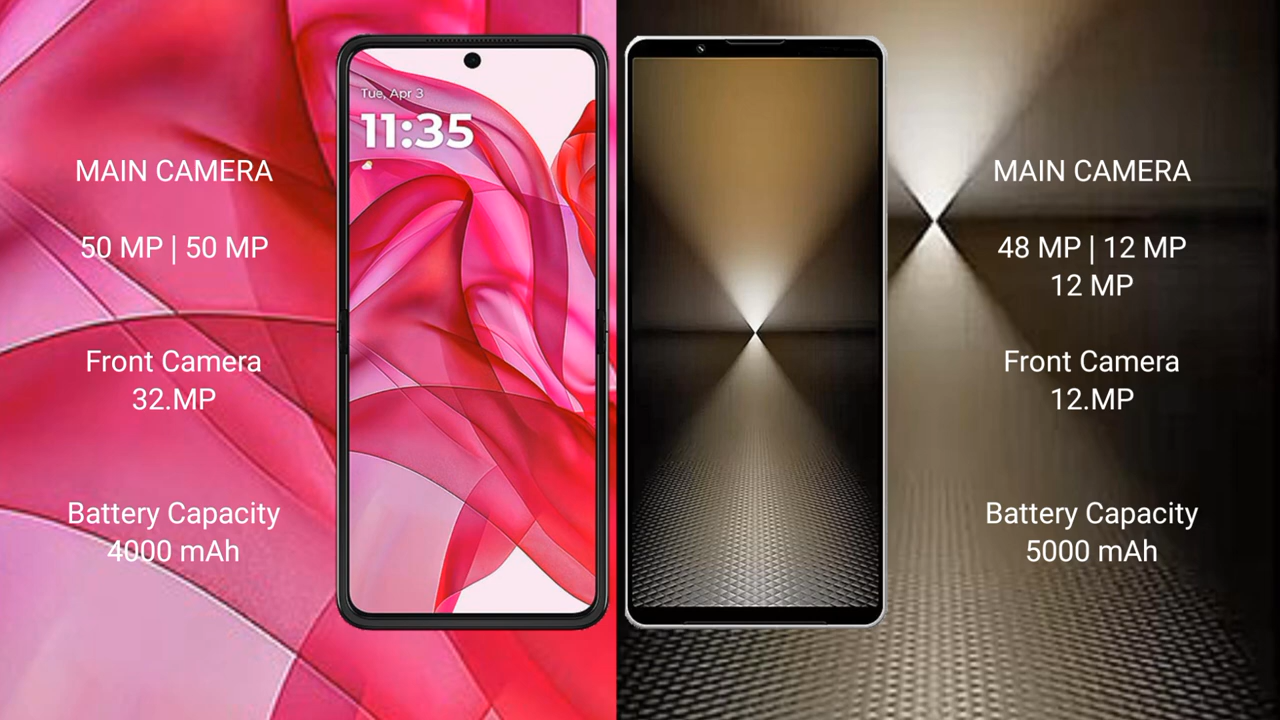 MAIN CAMERA
50 MP | 50 MP
Front Camera
32.MP
Battery Capacity
4000 mAh
Tue, Apr 3
11:35
MAIN CAMERA
48 MP | 12 MP
12 MP
Front Camera
12.MP
Battery Capacity
5000 mAh